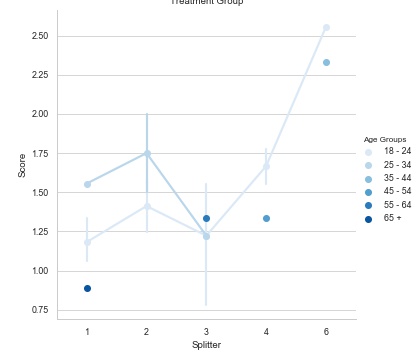 Treatment Group
2.50
2.25
2.00
1.75
1.50
1.25
1.00
0.75
Score
1 2 3 4 6
Splitter
Age Groups
18 - 24
25 - 34
35 - 44
45 - 54
55 - 64
65 +